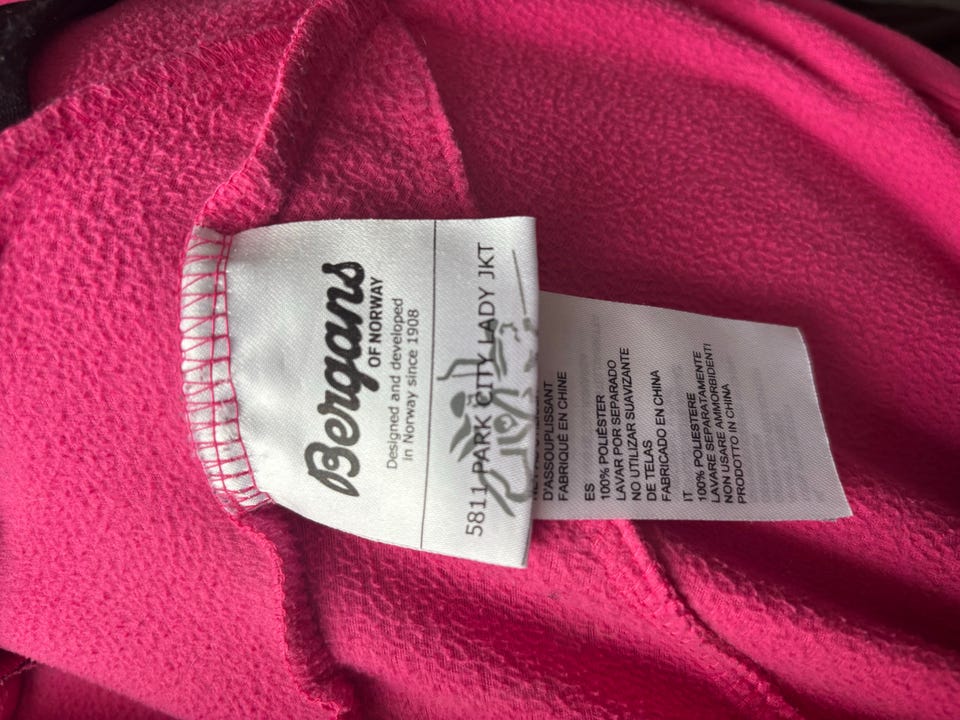 Bergans
OF NORWAY
Designed and developed
in Norway since 1908
5811 PARK CITY LADY JKT
D'ASSOUPLISSANT
FABRIQUÉ EN CHINE
ES
100% POLIÉSTER
LAVAR POR SEPARADO
NO UTILIZAR SUAVIZANTE
DE TELAS
FABRICADO EN CHINA
IT
100% POLIESTERE
LAVARE SEPARATAMENTE
NON USARE AMMORBIDENTI
PRODOTTO IN CHINA